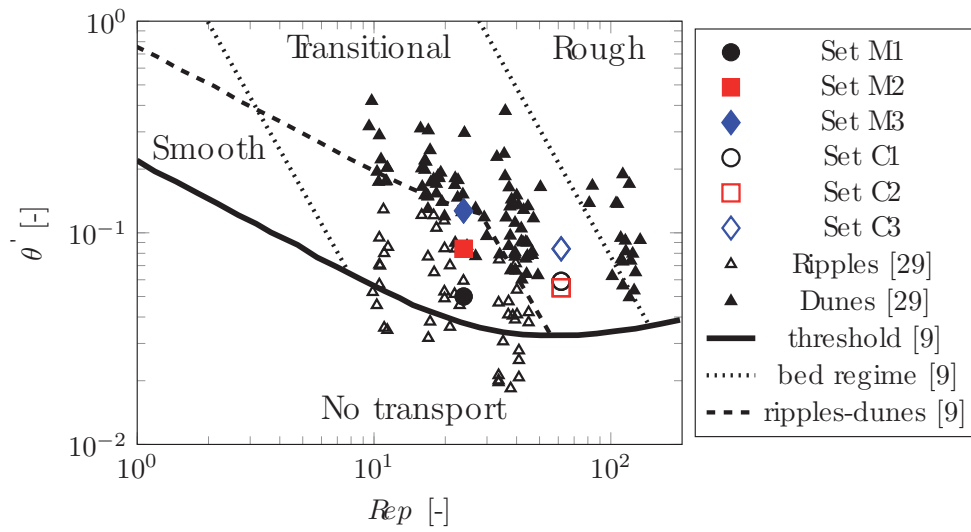 10^0
10^-1
10^-2
θ' [-]
Transitional
Rough
Smooth
No transport
10^0
10^1
10^2
Rep [-]
Set M1
Set M2
Set M3
Set C1
Set C2
Set C3
Ripples [29]
Dunes [29]
threshold [9]
bed regime [9]
ripples-dunes [9]